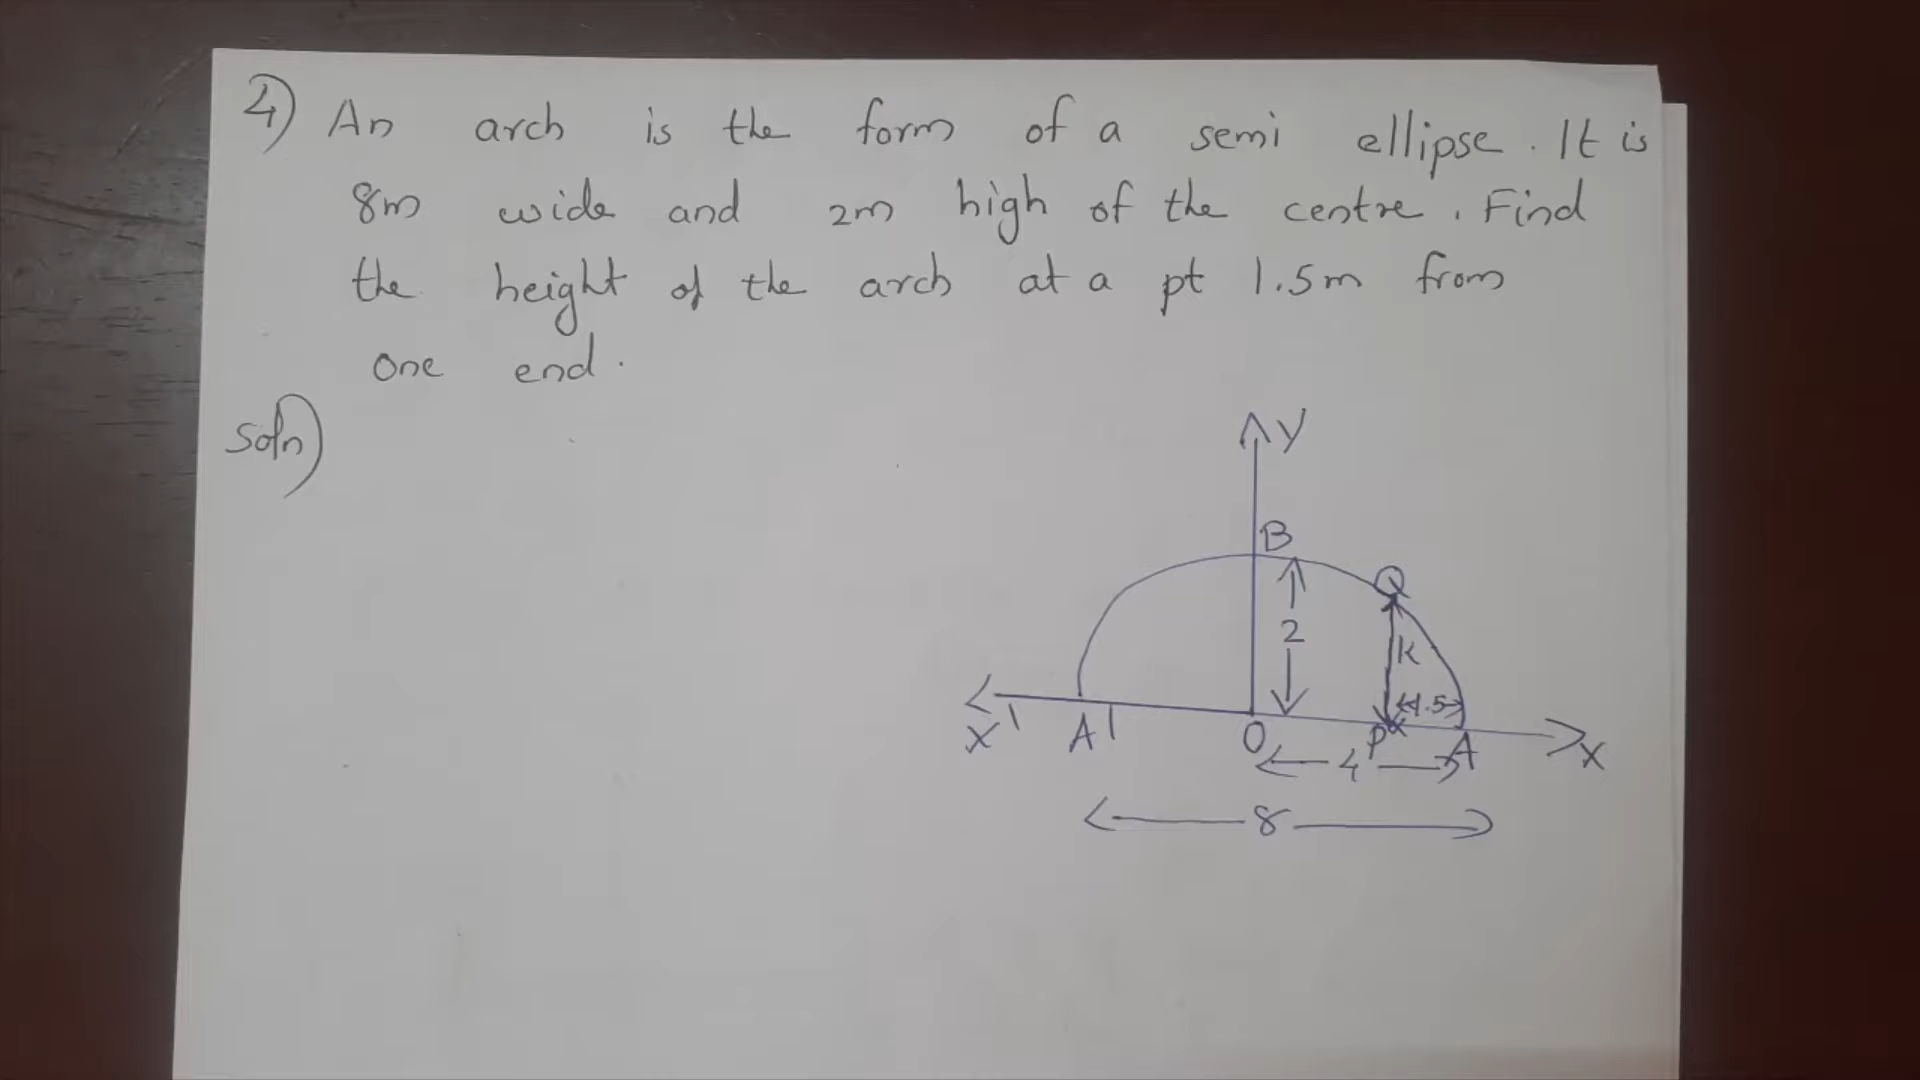 4) An arch is the form of a semi ellipse. It is
8m wide and 2m high of the centre. Find
the height of the arch at a pt 1.5m from
one end.
Soln)
Y
B
Q
2
k
1.5
X' A' O P A X
4
8